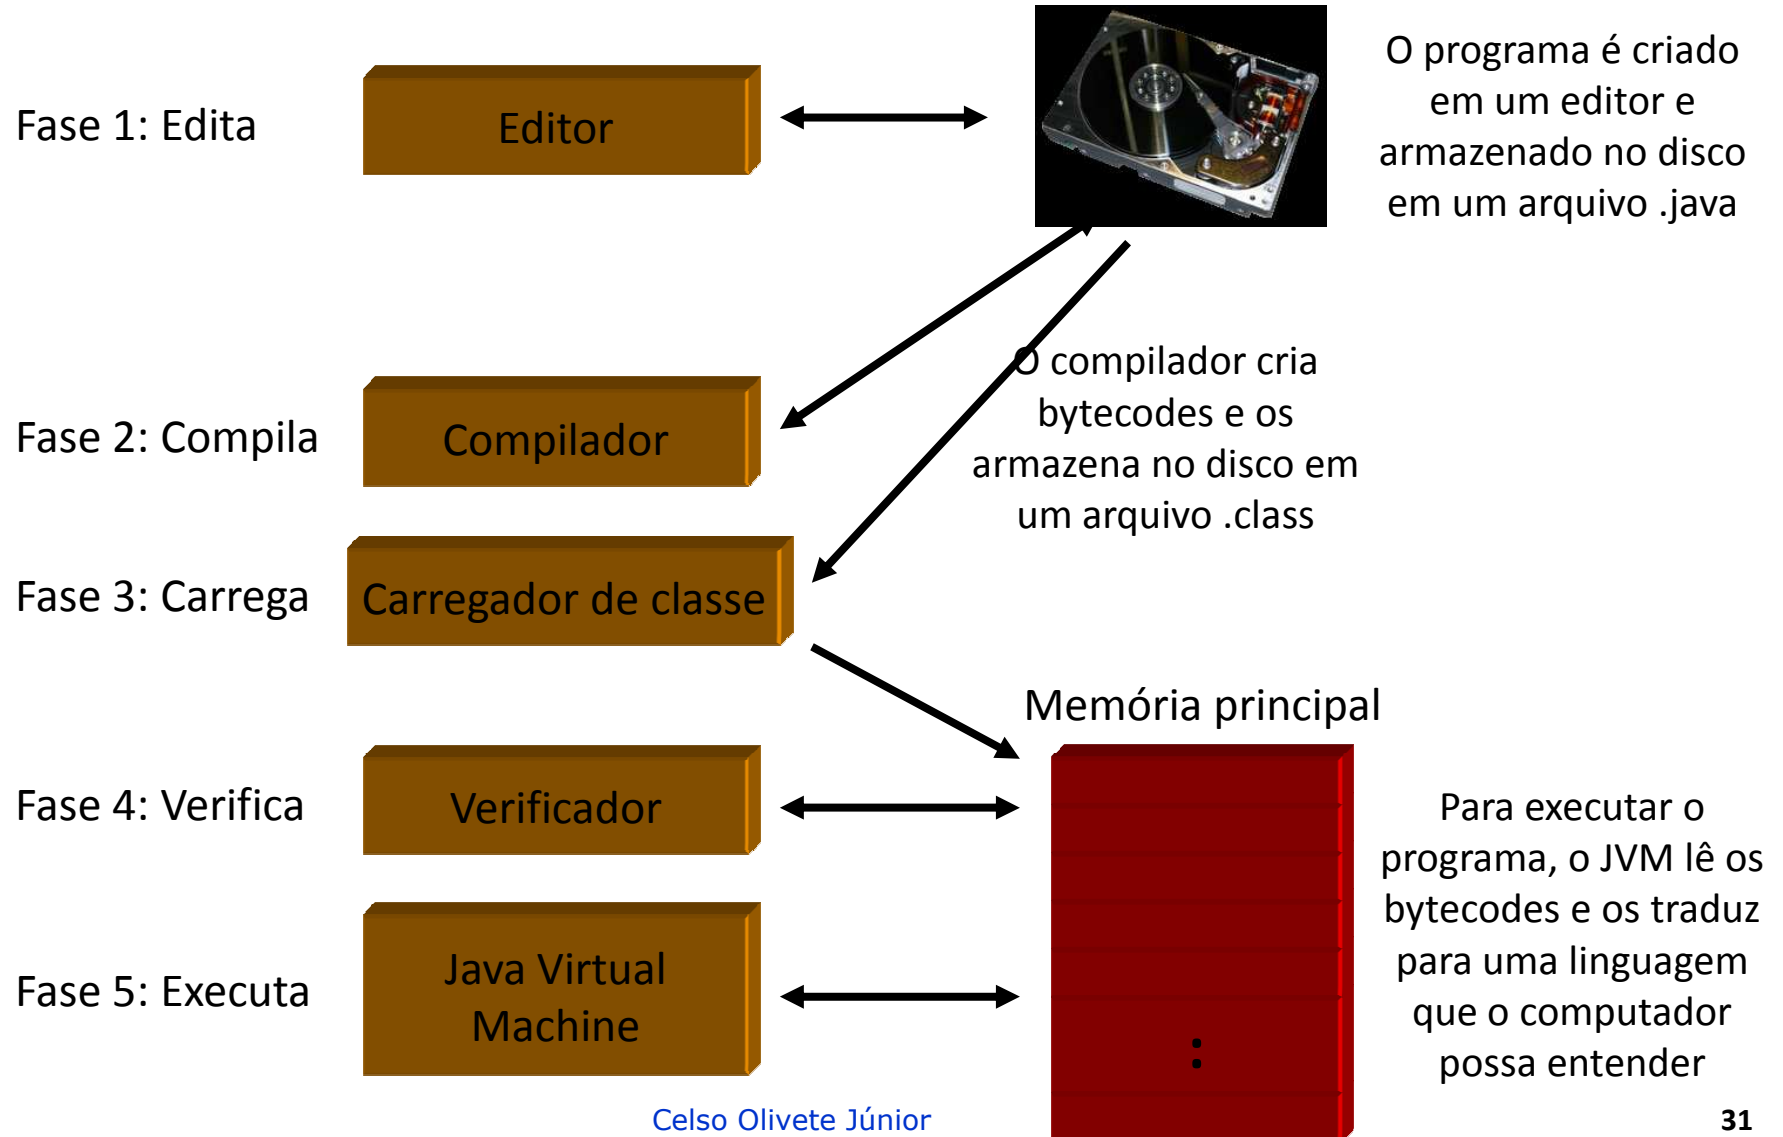 O programa é criado
em um editor e
armazenado no disco
em um arquivo .java
Fase 1: Edita
Editor
O compilador cria
bytecodes e os
armazena no disco em
um arquivo .class
Fase 2: Compila
Compilador
Fase 3: Carrega
Carregador de classe
Memória principal
Fase 4: Verifica
Verificador
Para executar o
programa, o JVM lê os
bytecodes e os traduz
para uma linguagem
que o computador
possa entender
Fase 5: Executa
Java Virtual
Machine
:
Celso Olivete Júnior
31